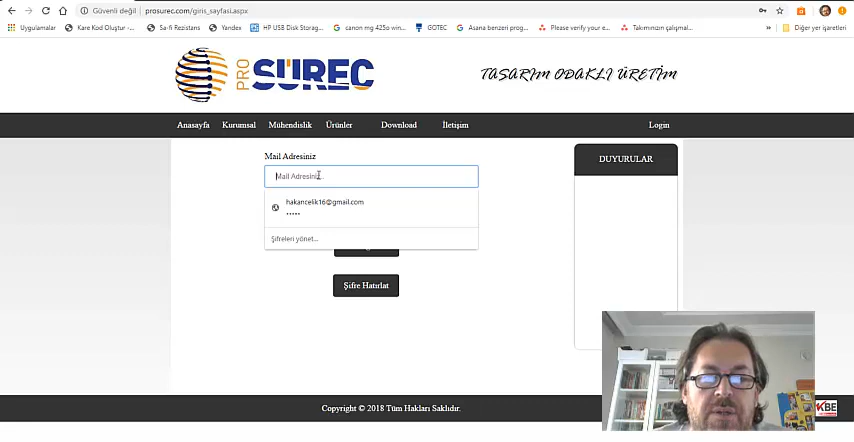 Güvenli değil | prosurec.com/giris_sayfasi.aspx
Uygulamalar Kare Kod Oluştur -... Sa-fi Rezistans Yandex HP USB Disk Storag... canon mg 425o win... GOTEC Asana benzeri prog... Please verify your e... Takımınızın çalışmal... » Diğer yer işaretleri
PRO SÜREC
TASARIM ODAKLI ÜRETİM
Anasayfa Kurumsal Mühendislik Ürünler Download İletişim Login
Mail Adresiniz
DUYURULAR
Mail Adresiniz...
hakancelik16@gmail.com
•••••
Şifreleri yönet...
Şifre Hatırlat
Copyright © 2018 Tüm Hakları Saklıdır.
KBE